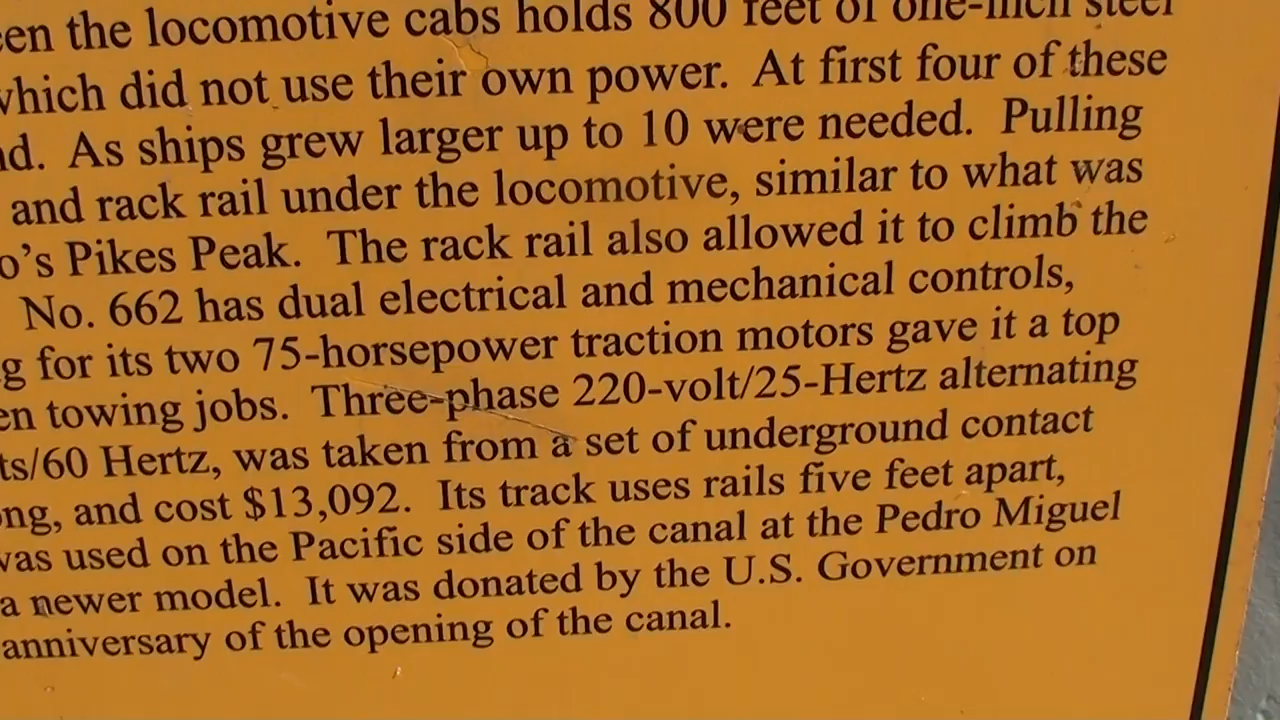 en the locomotive cabs holds 800 feet of one-inch steel
which did not use their own power. At first four of these
d. As ships grew larger up to 10 were needed. Pulling
and rack rail under the locomotive, similar to what was
o's Pikes Peak. The rack rail also allowed it to climb the
No. 662 has dual electrical and mechanical controls,
g for its two 75-horsepower traction motors gave it a top
en towing jobs. Three-phase 220-volt/25-Hertz alternating
ts/60 Hertz, was taken from a set of underground contact
ng, and cost $13,092. Its track uses rails five feet apart,
was used on the Pacific side of the canal at the Pedro Miguel
a newer model. It was donated by the U.S. Government on
anniversary of the opening of the canal.